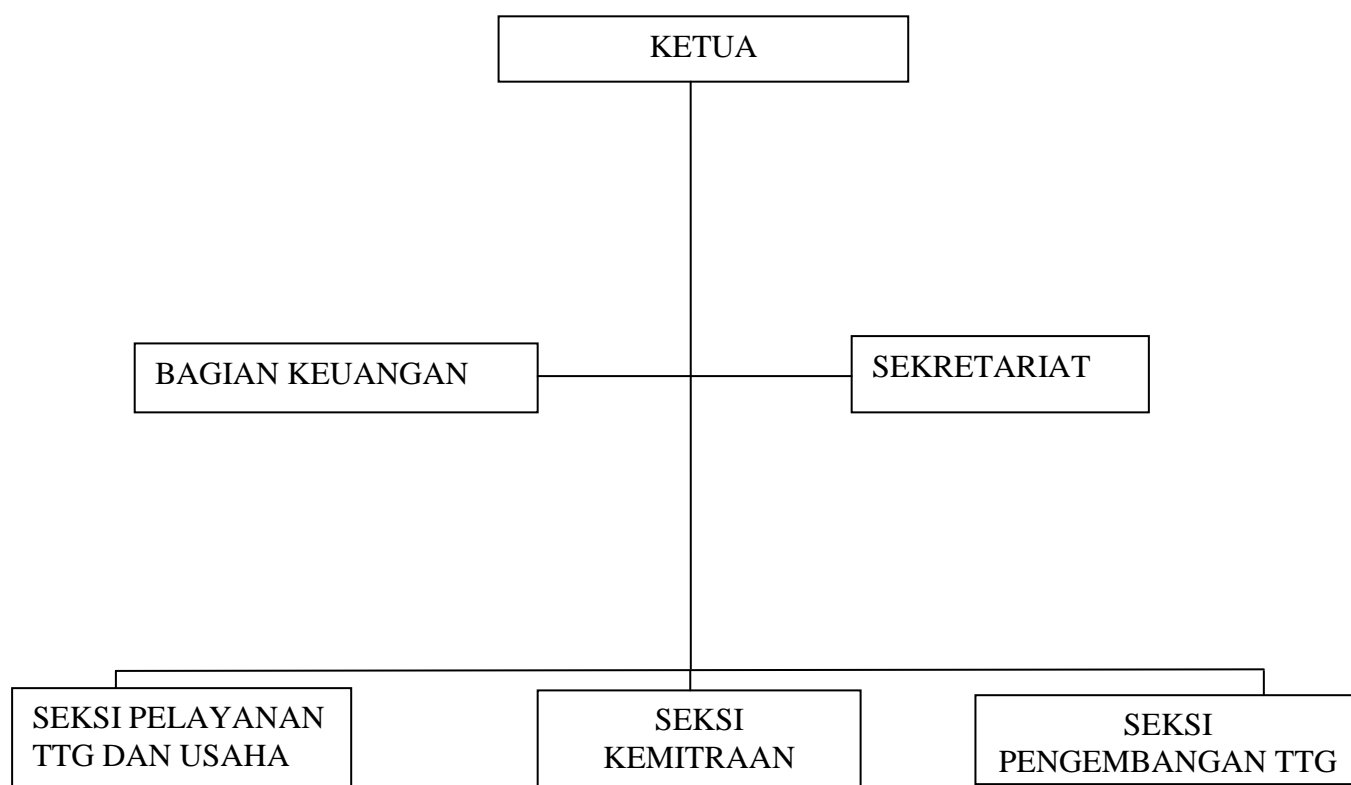 KETUA
BAGIAN KEUANGAN
SEKRETARIAT
SEKSI PELAYANAN
TTG DAN USAHA
SEKSI
KEMITRAAN
SEKSI
PENGEMBANGAN TTG